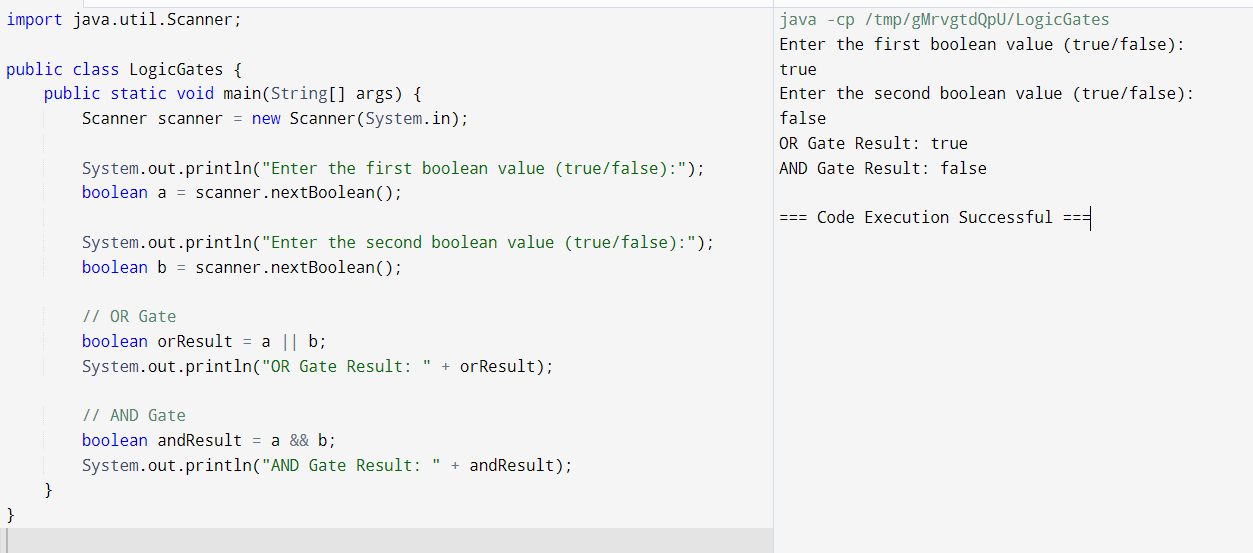 import java.util.Scanner;
public class LogicGates {
public static void main(String[] args) {
Scanner scanner = new Scanner(System.in);
System.out.println("Enter the first boolean value (true/false):");
boolean a = scanner.nextBoolean();
System.out.println("Enter the second boolean value (true/false):");
boolean b = scanner.nextBoolean();
// OR Gate
boolean orResult = a || b;
System.out.println("OR Gate Result: " + orResult);
// AND Gate
boolean andResult = a && b;
System.out.println("AND Gate Result: " + andResult);
}
}
java -cp /tmp/gMrvgtdQpU/LogicGates
Enter the first boolean value (true/false):
true
Enter the second boolean value (true/false):
false
OR Gate Result: true
AND Gate Result: false
=== Code Execution Successful ===